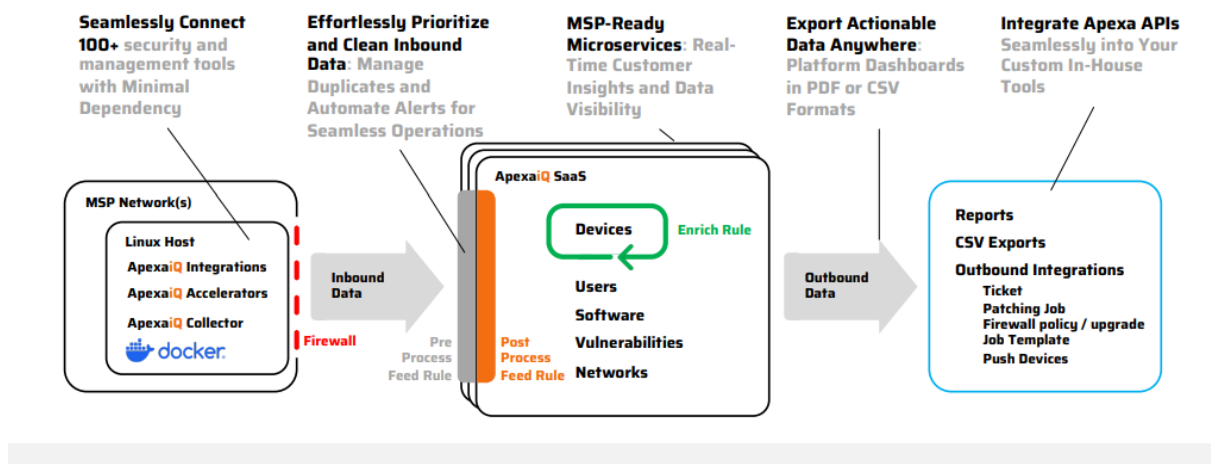 Seamlessly Connect
100+ security and
management tools
with Minimal
Dependency
Effortlessly Prioritize
and Clean Inbound
Data: Manage
Duplicates and
Automate Alerts for
Seamless Operations
MSP-Ready
Microservices: Real-
Time Customer
Insights and Data
Visibility
Export Actionable
Data Anywhere:
Platform Dashboards
in PDF or CSV
Formats
Integrate Apexa APIs
Seamlessly into Your
Custom In-House
Tools
MSP Network(s)
Linux Host
ApexaiQ Integrations
ApexaiQ Accelerators
ApexaiQ Collector
docker
Firewall
Inbound
Data
Pre
Process
Feed Rule
Post
Process
Feed Rule
ApexaiQ SaaS
Devices
Enrich Rule
Users
Software
Vulnerabilities
Networks
Outbound
Data
Reports
CSV Exports
Outbound Integrations
Ticket
Patching Job
Firewall policy / upgrade
Job Template
Push Devices